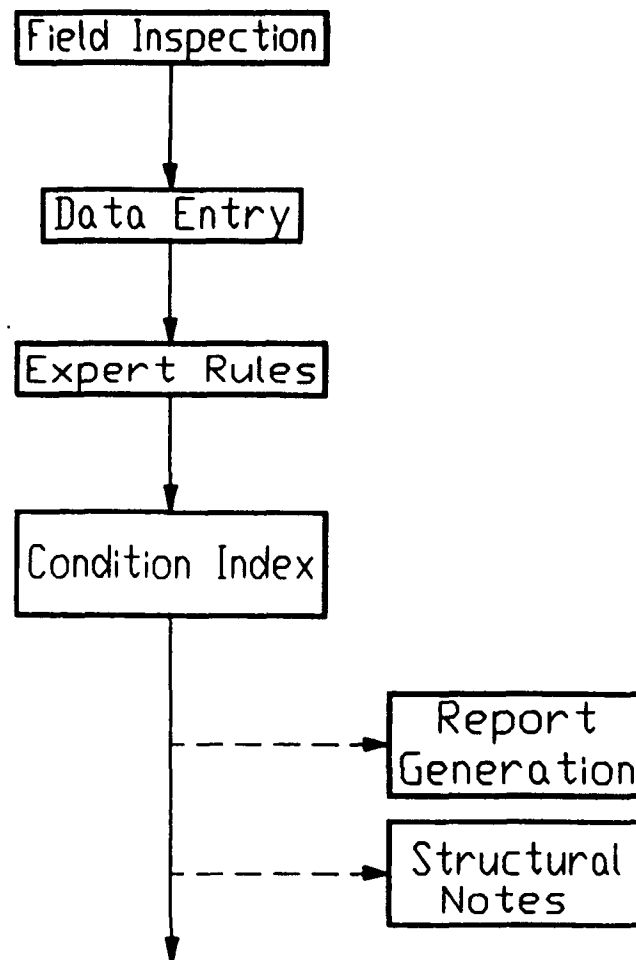 Field Inspection
Data Entry
Expert Rules
Condition Index
Report
Generation
Structural
Notes